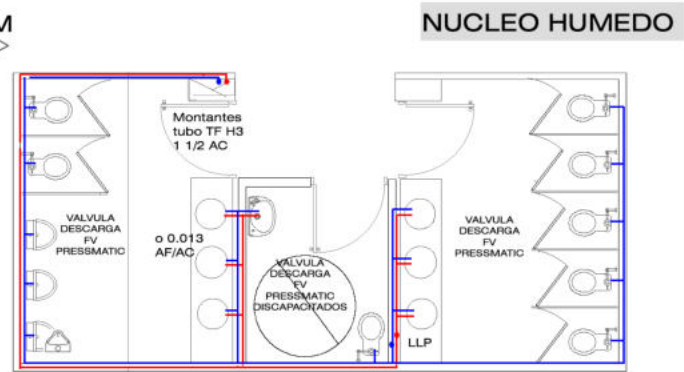 M
NUCLEO HUMEDO
Montantes
tubo TF H3
1 1/2 AC
VALVULA
DESCARGA
FV
PRESSMATIC
o 0.013
AF/AC
VALVULA
DESCARGA
FV
PRESSMATIC
DISCAPACITADOS
VALVULA
DESCARGA
FV
PRESSMATIC
LLP